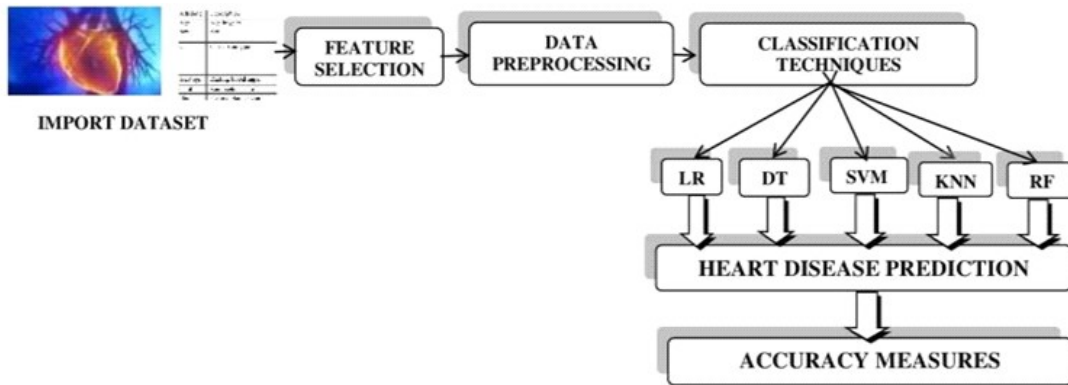 IMPORT DATASET
FEATURE
SELECTION
DATA
PREPROCESSING
CLASSIFICATION
TECHNIQUES
LR
DT
SVM
KNN
RF
HEART DISEASE PREDICTION
ACCURACY MEASURES